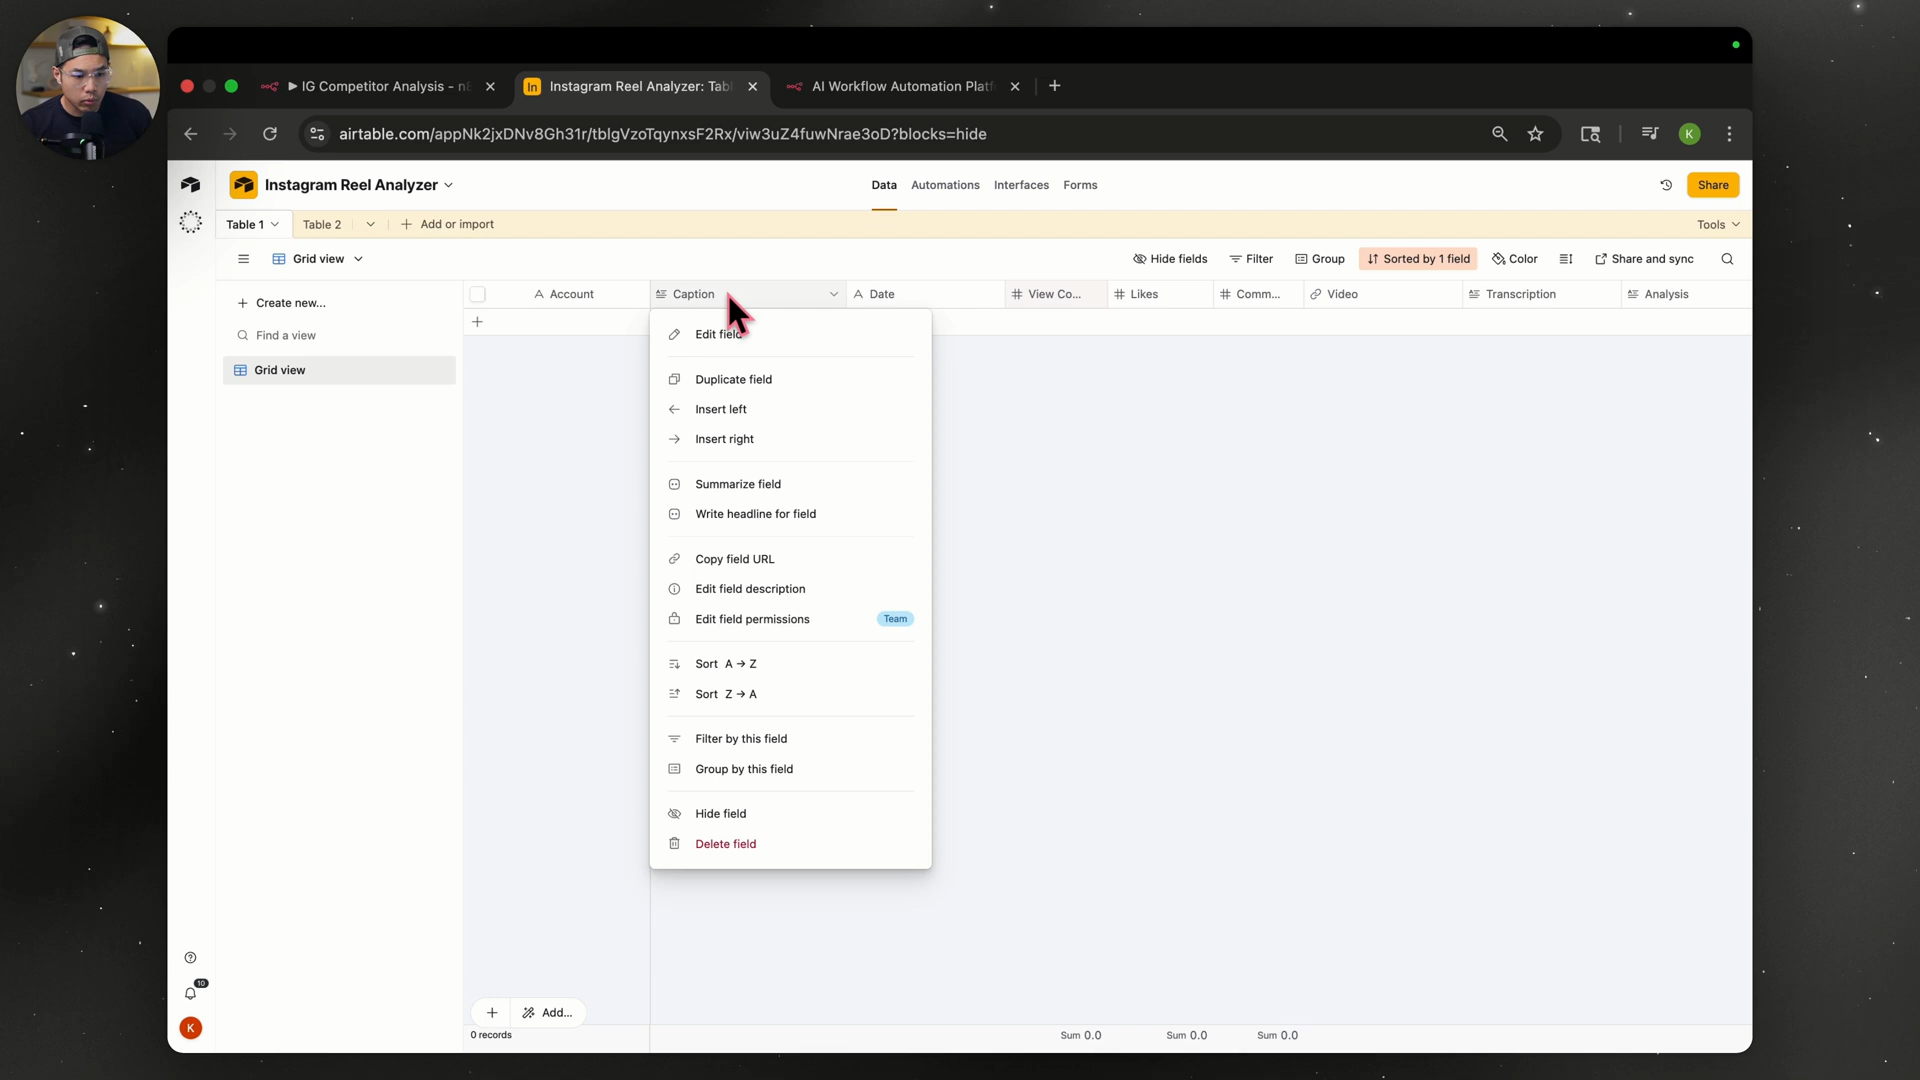 IG Competitor Analysis - n8
Instagram Reel Analyzer: Tab
AI Workflow Automation Platf
airtable.com/appNk2jxDNv8Gh31r/tblgVzoTqynxsF2Rx/viw3uZ4fuwNrae3oD?blocks=hide
K
Instagram Reel Analyzer
Data
Automations
Interfaces
Forms
Share
Table 1
Table 2
Add or import
Tools
Grid view
Hide fields
Filter
Group
Sorted by 1 field
Color
Share and sync
Create new...
Find a view
Grid view
Account
Caption
Date
View Co...
Likes
Comm...
Video
Transcription
Analysis
Edit field
Duplicate field
Insert left
Insert right
Summarize field
Write headline for field
Copy field URL
Edit field description
Edit field permissions
Team
Sort A → Z
Sort Z → A
Filter by this field
Group by this field
Hide field
Delete field
10
K
Add...
0 records
Sum 0.0
Sum 0.0
Sum 0.0